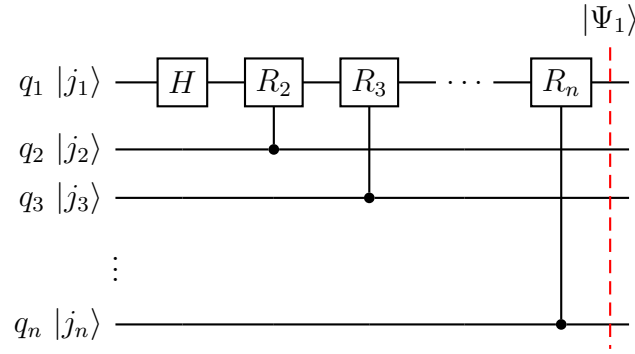 |Ψ₁⟩
q₁ |j₁⟩ H R₂ R₃ ⋯ Rₙ
q₂ |j₂⟩
q₃ |j₃⟩
⋮
qₙ |jₙ⟩